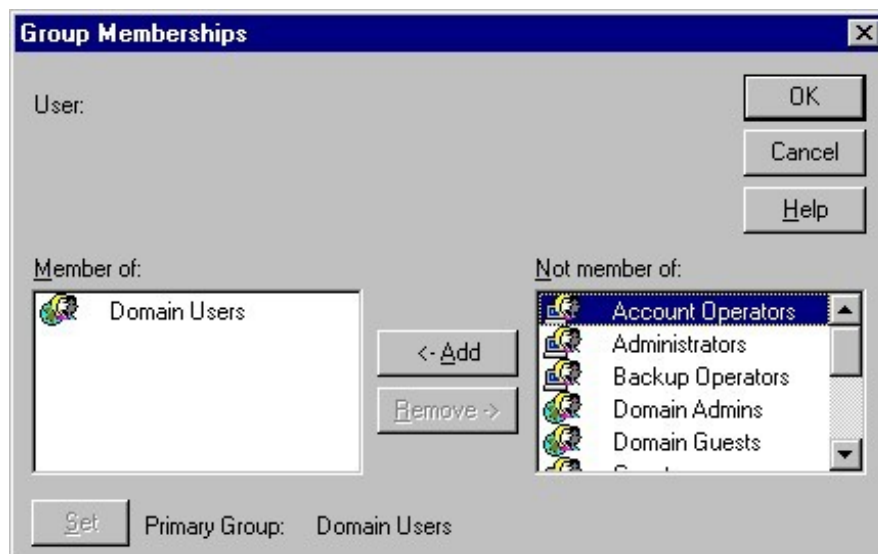 Group Memberships
User:
OK
Cancel
Help
Member of:
Not member of:
Domain Users
Account Operators
Administrators
Backup Operators
Domain Admins
Domain Guests
<- Add
Remove ->
Set
Primary Group: Domain Users